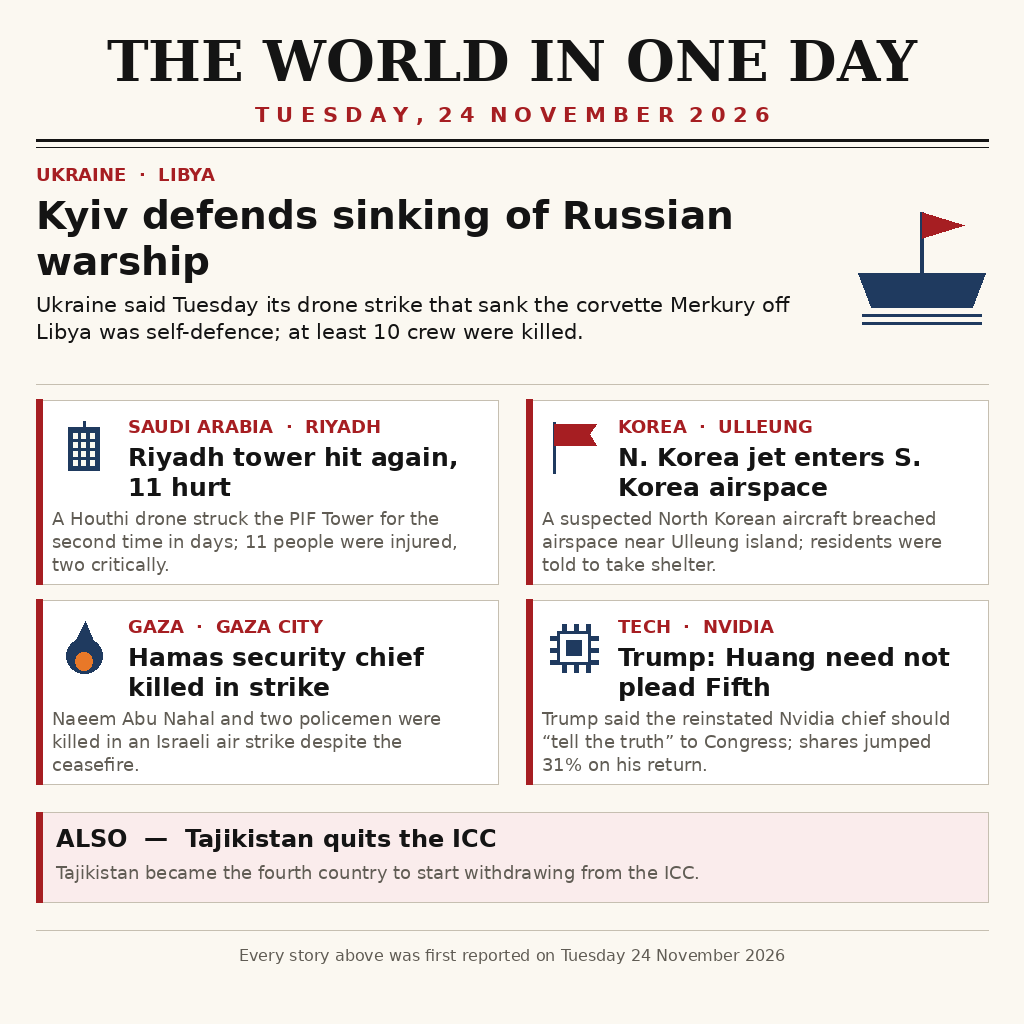 THE WORLD IN ONE DAY
TUESDAY, 24 NOVEMBER 2026
UKRAINE · LIBYA
Kyiv defends sinking of Russian
warship
Ukraine said Tuesday its drone strike that sank the corvette Merkury off
Libya was self-defence; at least 10 crew were killed.
SAUDI ARABIA · RIYADH
Riyadh tower hit again,
11 hurt
A Houthi drone struck the PIF Tower for the
second time in days; 11 people were injured,
two critically.
KOREA · ULLEUNG
N. Korea jet enters S.
Korea airspace
A suspected North Korean aircraft breached
airspace near Ulleung island; residents were
told to take shelter.
GAZA · GAZA CITY
Hamas security chief
killed in strike
Naeem Abu Nahal and two policemen were
killed in an Israeli air strike despite the
ceasefire.
TECH · NVIDIA
Trump: Huang need not
plead Fifth
Trump said the reinstated Nvidia chief should
“tell the truth” to Congress; shares jumped
31% on his return.
ALSO — Tajikistan quits the ICC
Tajikistan became the fourth country to start withdrawing from the ICC.
Every story above was first reported on Tuesday 24 November 2026